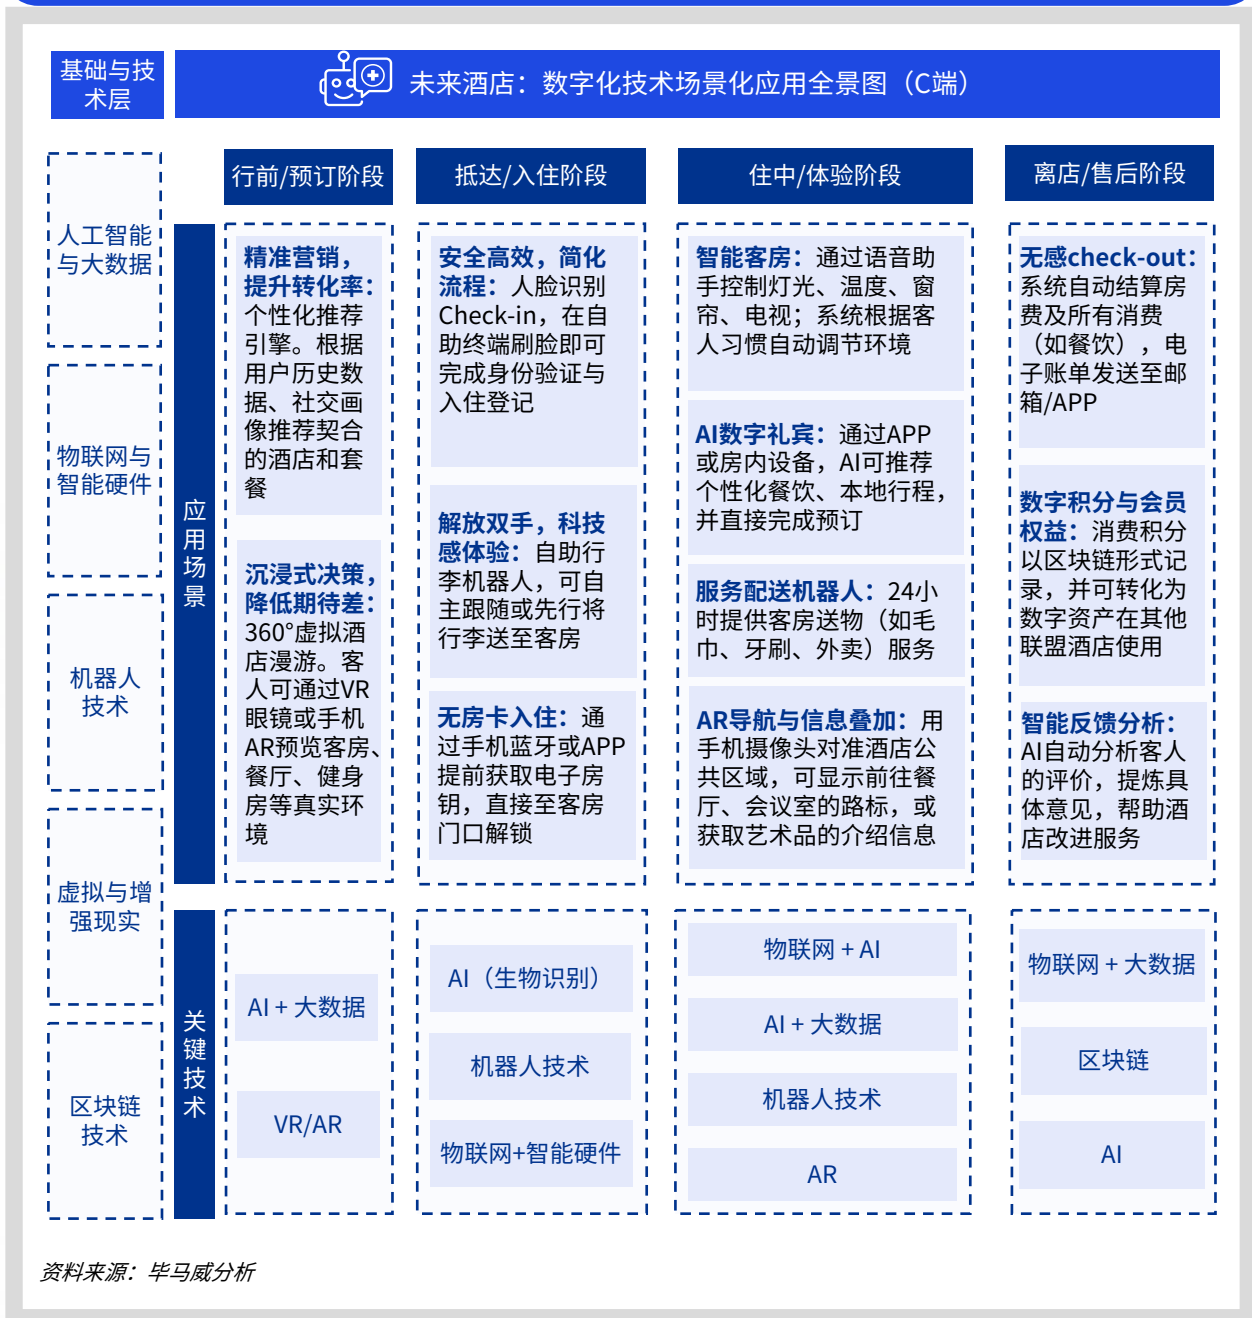 基础与技
术层
未来酒店：数字化技术场景化应用全景图（C端）
人工智能
与大数据
物联网与
智能硬件
机器人
技术
虚拟与增
强现实
区块链
技术
应用场景
行前/预订阶段
精准营销，
提升转化率：
个性化推荐
引擎。根据
用户历史数
据、社交画
像推荐契合
的酒店和套
餐
沉浸式决策，
降低期待差：
360°虚拟酒
店漫游。客
人可通过VR
眼镜或手机
AR预览客房、
餐厅、健身
房等真实环
境
抵达/入住阶段
安全高效，简化
流程：人脸识别
Check-in，在自
助终端刷脸即可
完成身份验证与
入住登记
解放双手，科技
感体验：自助行
李机器人，可自
主跟随或先行将
行李送至客房
无房卡入住：通
过手机蓝牙或APP
提前获取电子房
钥，直接至客房
门口解锁
住中/体验阶段
智能客房：通过语音助
手控制灯光、温度、窗
帘、电视；系统根据客
人习惯自动调节环境
AI数字礼宾：通过APP
或房内设备，AI可推荐
个性化餐饮、本地行程，
并直接完成预订
服务配送机器人：24小
时提供客房送物（如毛
巾、牙刷、外卖）服务
AR导航与信息叠加：用
手机摄像头对准酒店公
共区域，可显示前往餐
厅、会议室的路标，或
获取艺术品的介绍信息
离店/售后阶段
无感check-out：
系统自动结算房
费及所有消费
（如餐饮），电
子账单发送至邮
箱/APP
数字积分与会员
权益：消费积分
以区块链形式记
录，并可转化为
数字资产在其他
联盟酒店使用
智能反馈分析：
AI自动分析客人
的评价，提炼具
体意见，帮助酒
店改进服务
关键技术
AI + 大数据
VR/AR
AI（生物识别）
机器人技术
物联网+智能硬件
物联网 + AI
AI + 大数据
机器人技术
AR
物联网 + 大数据
区块链
AI
资料来源：毕马威分析